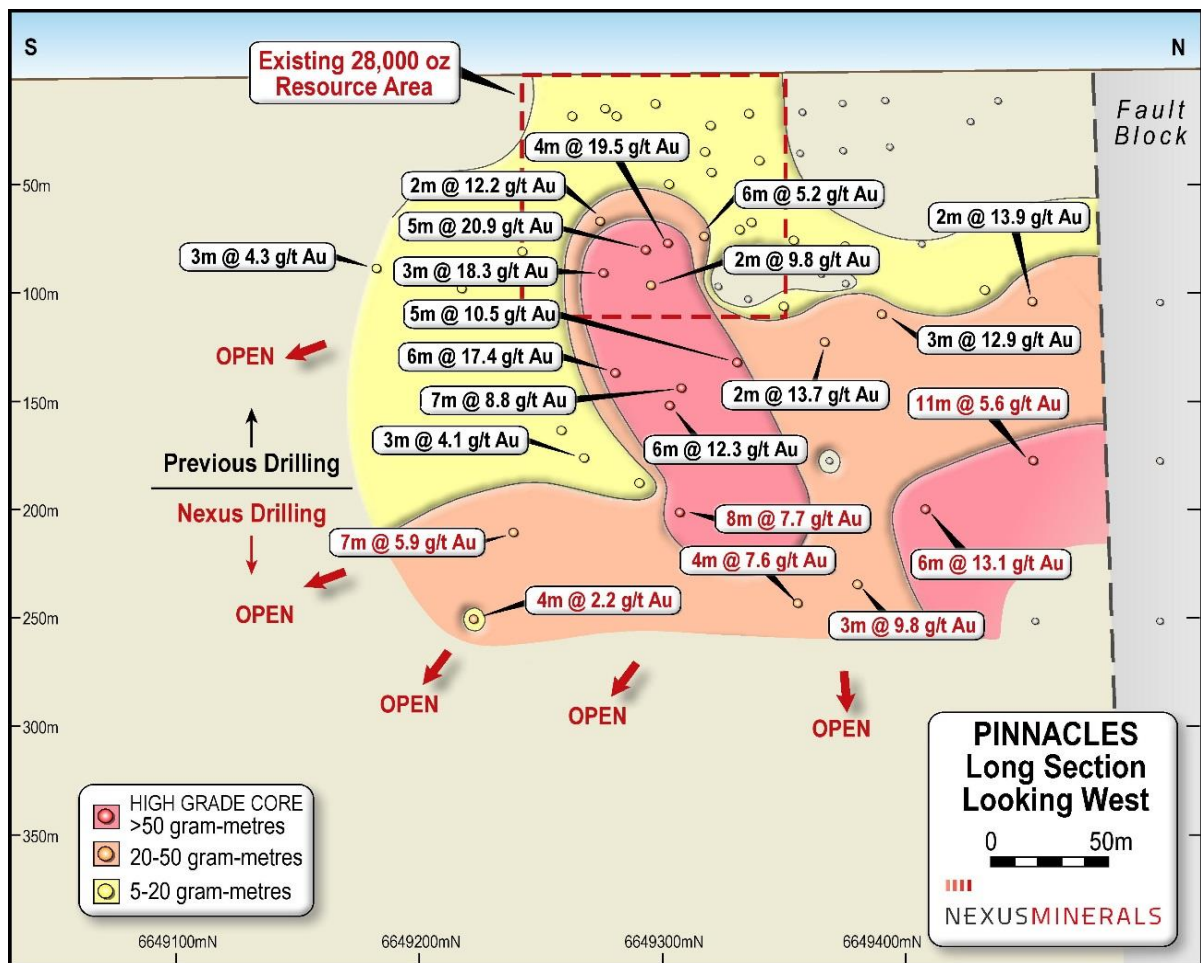 S
N
Existing 28,000 oz
Resource Area
Fault
Block
4m @ 19.5 g/t Au
50m
2m @ 12.2 g/t Au
6m @ 5.2 g/t Au
5m @ 20.9 g/t Au
2m @ 13.9 g/t Au
3m @ 4.3 g/t Au
3m @ 18.3 g/t Au
2m @ 9.8 g/t Au
100m
5m @ 10.5 g/t Au
3m @ 12.9 g/t Au
OPEN
6m @ 17.4 g/t Au
2m @ 13.7 g/t Au
7m @ 8.8 g/t Au
11m @ 5.6 g/t Au
150m
3m @ 4.1 g/t Au
6m @ 12.3 g/t Au
Previous Drilling
200m
Nexus Drilling
8m @ 7.7 g/t Au
7m @ 5.9 g/t Au
4m @ 7.6 g/t Au
6m @ 13.1 g/t Au
OPEN
4m @ 2.2 g/t Au
250m
3m @ 9.8 g/t Au
OPEN
OPEN
OPEN
300m
PINNACLES
Long Section
Looking West
0 50m
NEXUSMINERALS
350m
HIGH GRADE CORE
>50 gram-metres
20-50 gram-metres
5-20 gram-metres
6649100mN
6649200mN
6649300mN
6649400mN